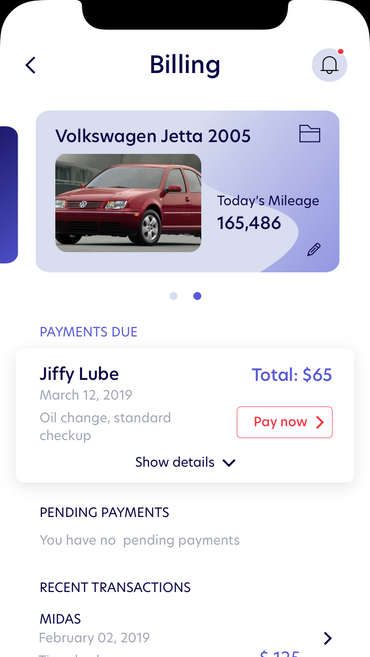 Billing
Volkswagen Jetta 2005
Today's Mileage
165,486
PAYMENTS DUE
Jiffy Lube
Total: $65
March 12, 2019
Oil change, standard
checkup
Pay now
Show details
PENDING PAYMENTS
You have no pending payments
RECENT TRANSACTIONS
MIDAS
February 02, 2019